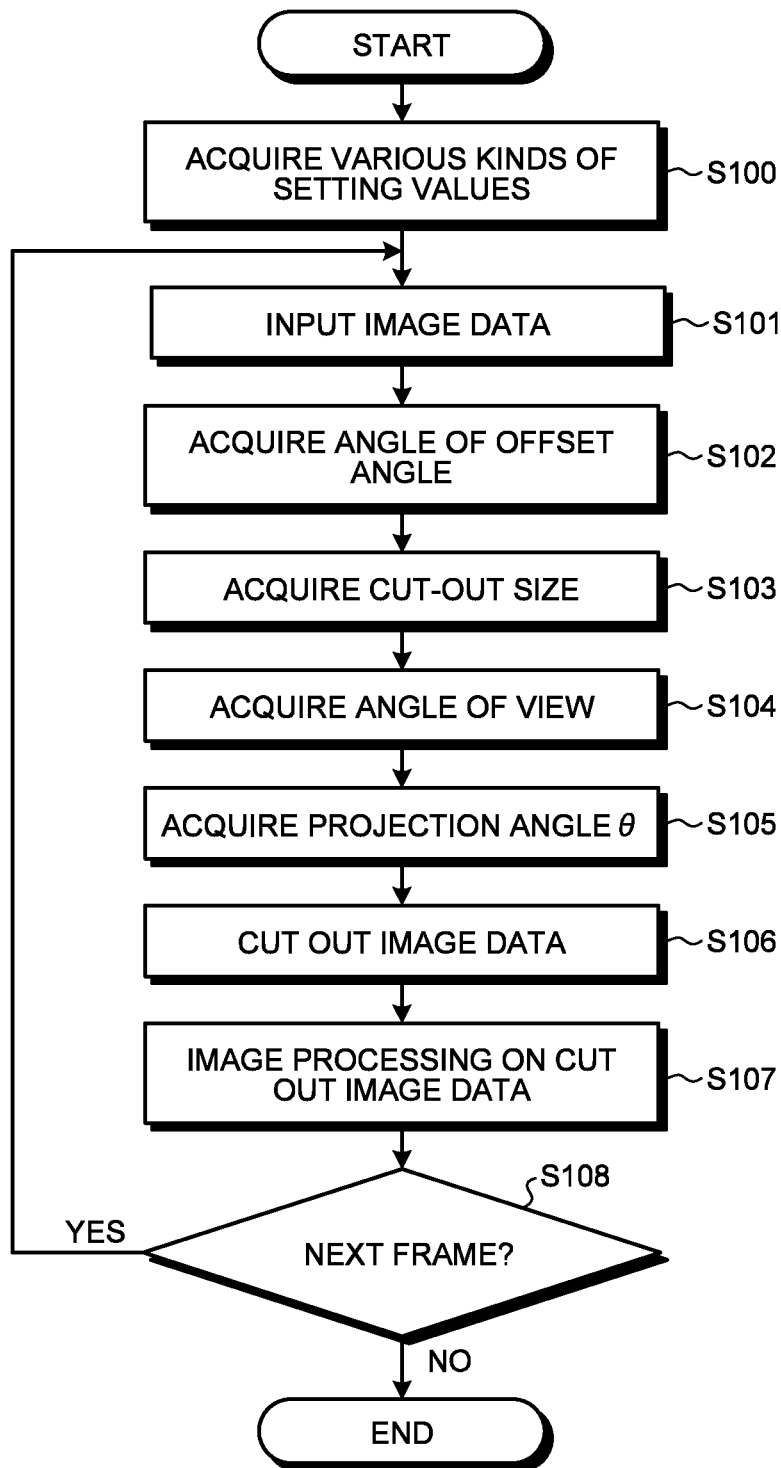 START
ACQUIRE VARIOUS KINDS OF
SETTING VALUES
S100
INPUT IMAGE DATA
S101
ACQUIRE ANGLE OF OFFSET
ANGLE
S102
ACQUIRE CUT-OUT SIZE
S103
ACQUIRE ANGLE OF VIEW
S104
ACQUIRE PROJECTION ANGLE θ
S105
CUT OUT IMAGE DATA
S106
IMAGE PROCESSING ON CUT
OUT IMAGE DATA
S107
S108
YES
NEXT FRAME?
NO
END